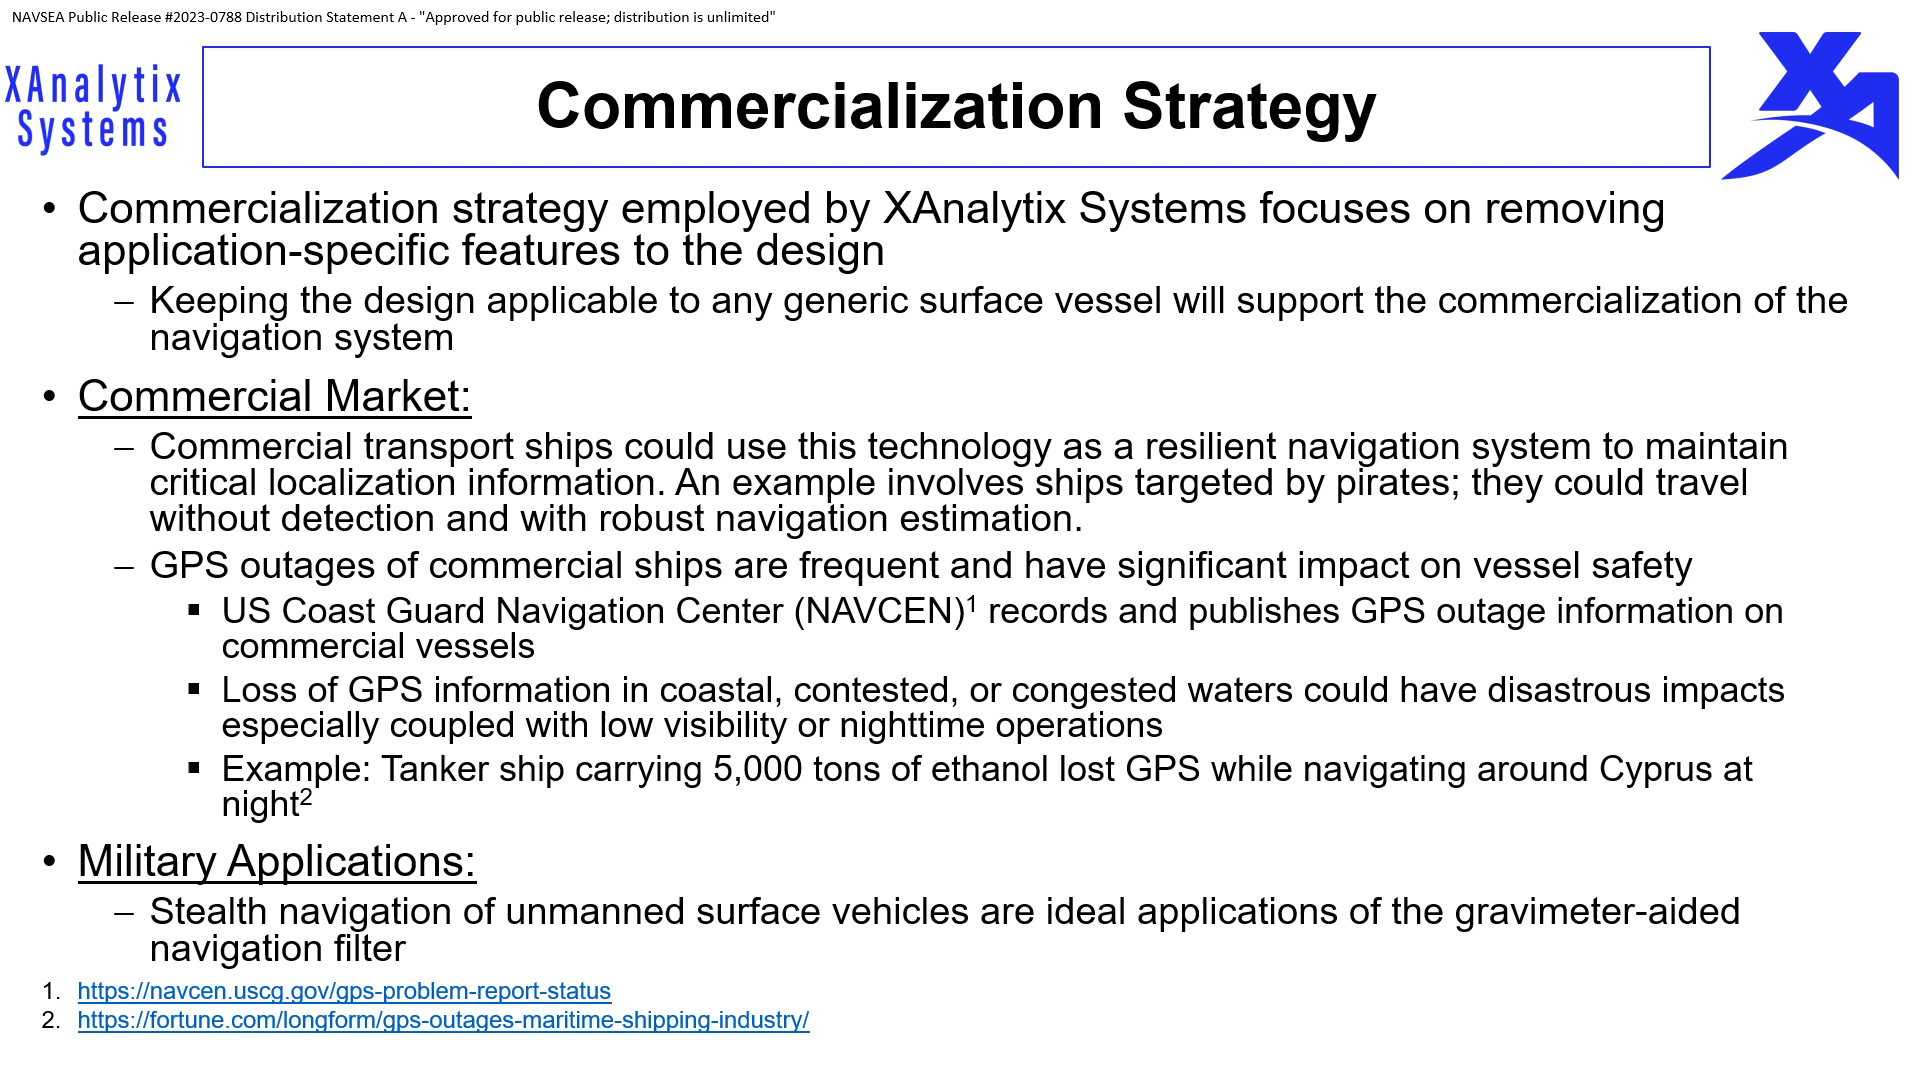 NAVSEA Public Release #2023-0788 Distribution Statement A - "Approved for public release; distribution is unlimited"
XAnalytix
Systems
Commercialization Strategy
XA
• Commercialization strategy employed by XAnalytix Systems focuses on removing
application-specific features to the design
– Keeping the design applicable to any generic surface vessel will support the commercialization of the
navigation system
• Commercial Market:
– Commercial transport ships could use this technology as a resilient navigation system to maintain
critical localization information. An example involves ships targeted by pirates; they could travel
without detection and with robust navigation estimation.
– GPS outages of commercial ships are frequent and have significant impact on vessel safety
▪ US Coast Guard Navigation Center (NAVCEN)¹ records and publishes GPS outage information on
commercial vessels
▪ Loss of GPS information in coastal, contested, or congested waters could have disastrous impacts
especially coupled with low visibility or nighttime operations
▪ Example: Tanker ship carrying 5,000 tons of ethanol lost GPS while navigating around Cyprus at
night²
• Military Applications:
– Stealth navigation of unmanned surface vehicles are ideal applications of the gravimeter-aided
navigation filter
1. https://navcen.uscg.gov/gps-problem-report-status
2. https://fortune.com/longform/gps-outages-maritime-shipping-industry/